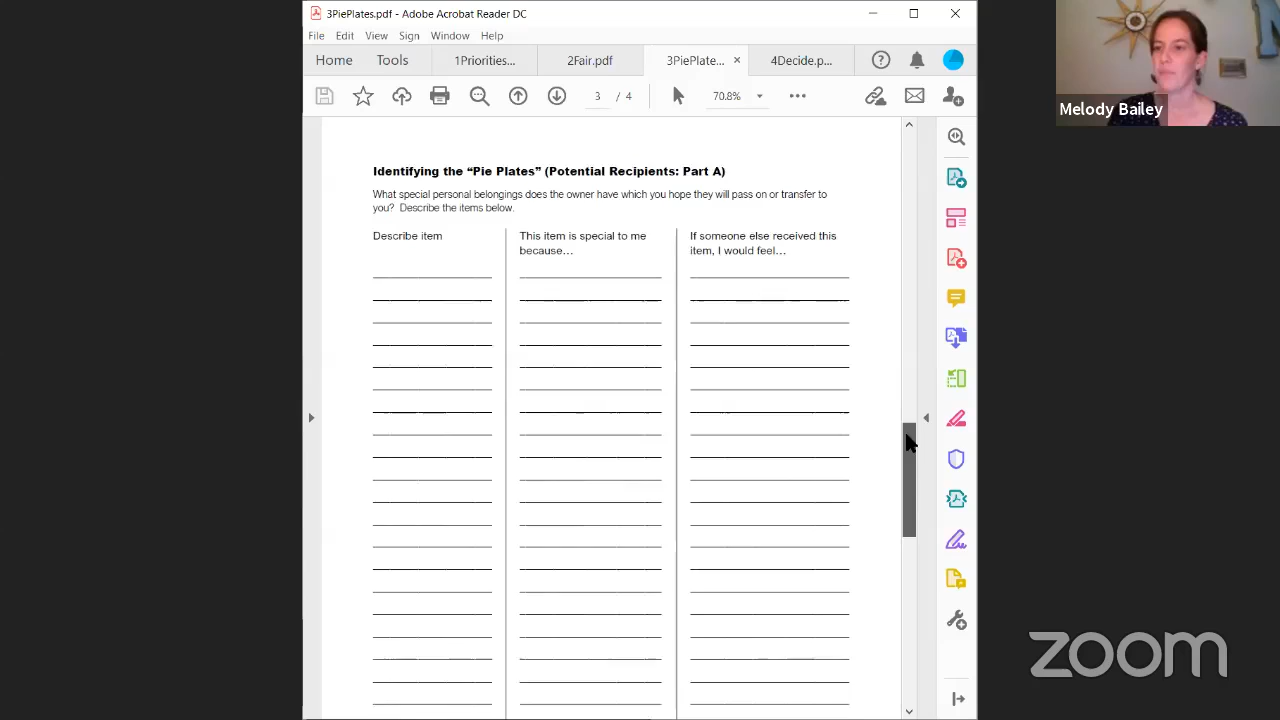 3PiePlates.pdf - Adobe Acrobat Reader DC
File Edit View Sign Window Help
Home Tools 1Priorities... 2Fair.pdf 3PiePlate... × 4Decide.p...
3 / 4 70.8%
Melody Bailey
Identifying the “Pie Plates” (Potential Recipients: Part A)
What special personal belongings does the owner have which you hope they will pass on or transfer to
you? Describe the items below.
Describe item
This item is special to me
because…
If someone else received this
item, I would feel…
zoom